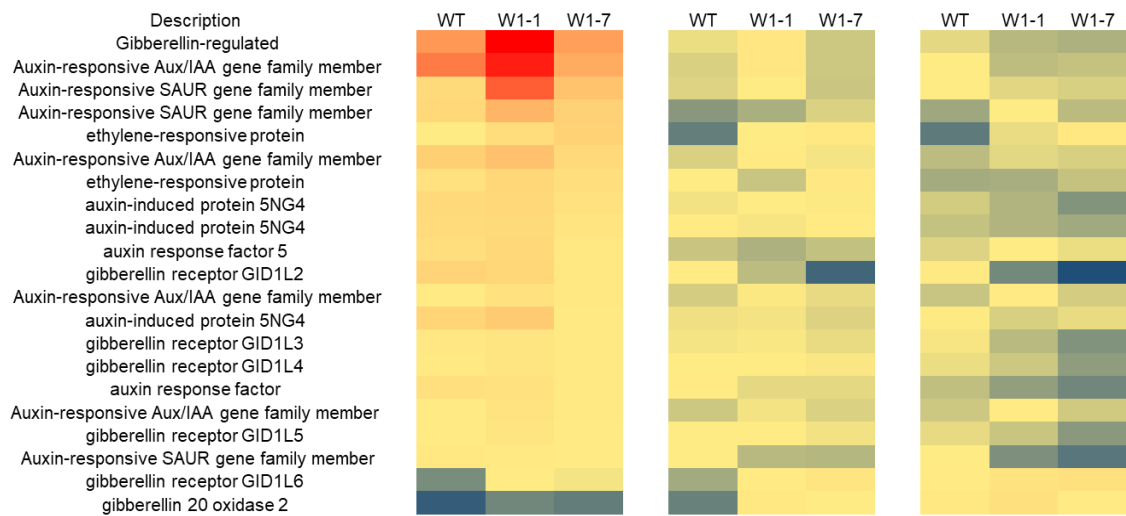 Description WT W1-1 W1-7 WT W1-1 W1-7 WT W1-1 W1-7
Gibberellin-regulated
Auxin-responsive Aux/IAA gene family member
Auxin-responsive SAUR gene family member
Auxin-responsive SAUR gene family member
ethylene-responsive protein
Auxin-responsive Aux/IAA gene family member
ethylene-responsive protein
auxin-induced protein 5NG4
auxin-induced protein 5NG4
auxin response factor 5
gibberellin receptor GID1L2
Auxin-responsive Aux/IAA gene family member
auxin-induced protein 5NG4
gibberellin receptor GID1L3
gibberellin receptor GID1L4
auxin response factor
Auxin-responsive Aux/IAA gene family member
gibberellin receptor GID1L5
Auxin-responsive SAUR gene family member
gibberellin receptor GID1L6
gibberellin 20 oxidase 2